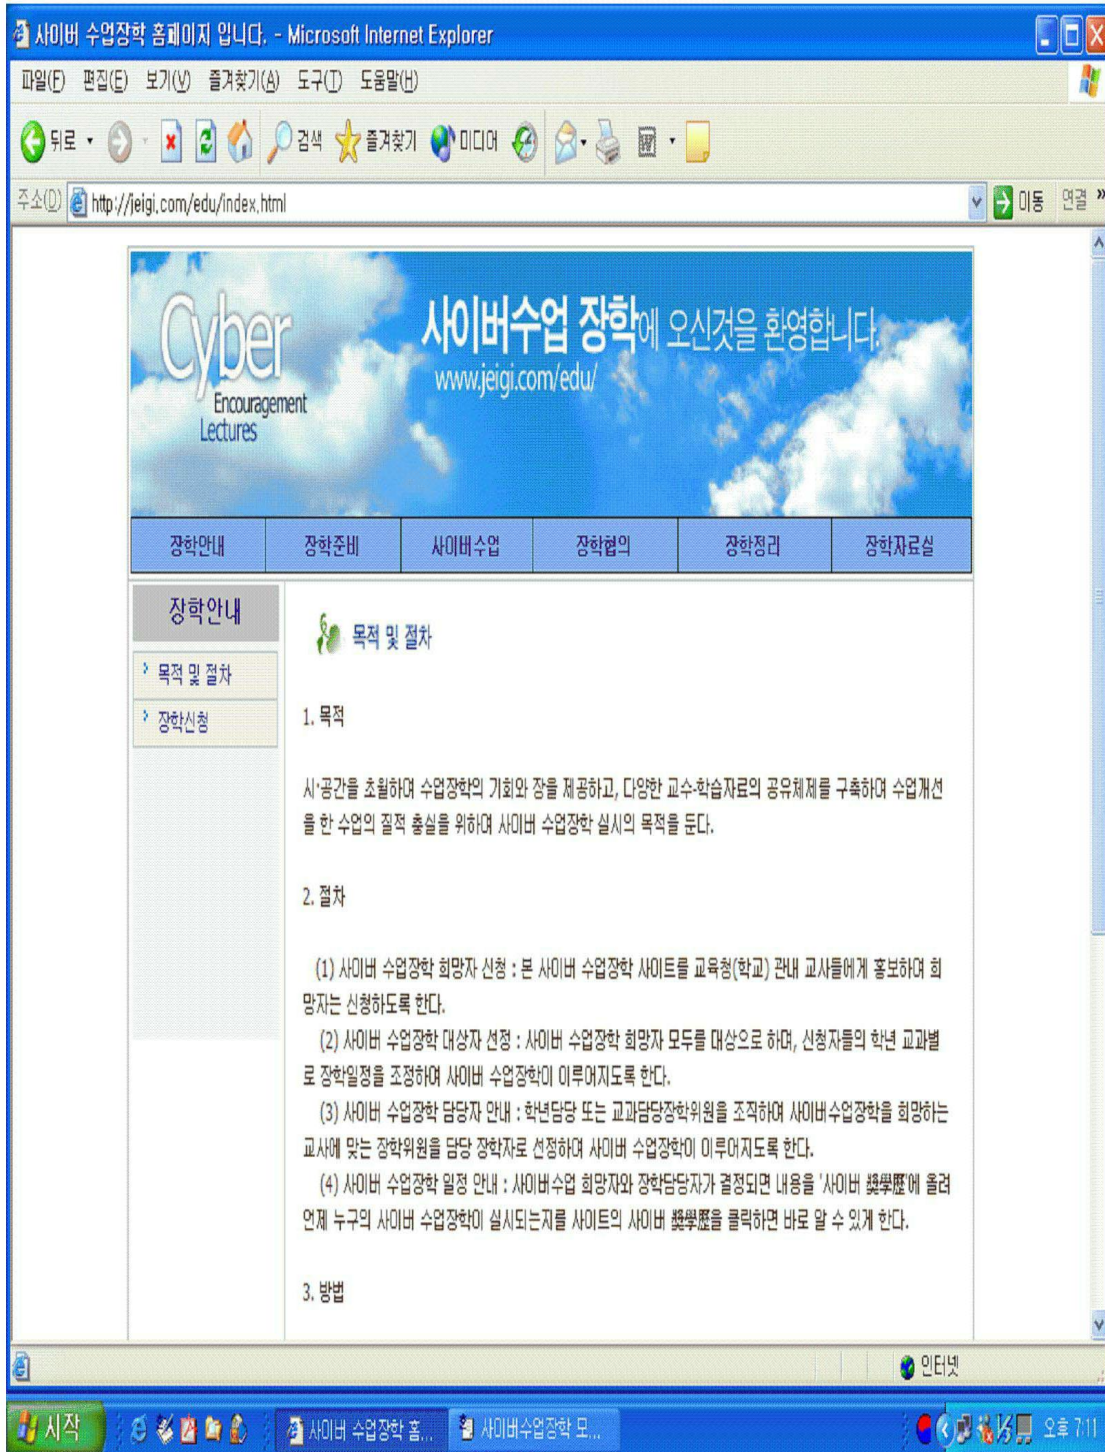 사이버 수업장학 홈페이지 입니다. - Microsoft Internet Explorer
파일(F) 편집(E) 보기(V) 즐겨찾기(A) 도구(T) 도움말(H)
뒤로 검색 즐겨찾기 미디어
주소(D) http://jeigi.com/edu/index.html 이동 연결 »
Cyber
Encouragement
Lectures
사이버수업 장학에 오신것을 환영합니다.
www.jeigi.com/edu/
장학안내 장학준비 사이버수업 장학협의 장학정리 장학자료실
장학안내
목적 및 절차
장학신청
목적 및 절차
1. 목적
시·공간을 초월하여 수업장학의 기회와 장을 제공하고, 다양한 교수-학습자료의 공유체제를 구축하여 수업개선
을 한 수업의 질적 충실을 위하여 사이버 수업장학 실시의 목적을 둔다.
2. 절차
(1) 사이버 수업장학 희망자 신청 : 본 사이버 수업장학 사이트를 교육청(학교) 관내 교사들에게 홍보하여 희
망자는 신청하도록 한다.
(2) 사이버 수업장학 대상자 선정 : 사이버 수업장학 희망자 모두를 대상으로 하며, 신청자들의 학년 교과별
로 장학일정을 조정하여 사이버 수업장학이 이루어지도록 한다.
(3) 사이버 수업장학 담당자 안내 : 학년담당 또는 교과담당장학위원을 조직하여 사이버수업장학을 희망하는
교사에 맞는 장학위원을 담당 장학자로 선정하여 사이버 수업장학이 이루어지도록 한다.
(4) 사이버 수업장학 일정 안내 : 사이버수업 희망자와 장학담당자가 결정되면 내용을 '사이버 奬學歷'에 올려
언제 누구의 사이버 수업장학이 실시되는지를 사이트의 사이버 奬學歷을 클릭하면 바로 알 수 있게 한다.
3. 방법
인터넷
시작 사이버 수업장학 홈... 사이버수업장학 모... 오후 7:11